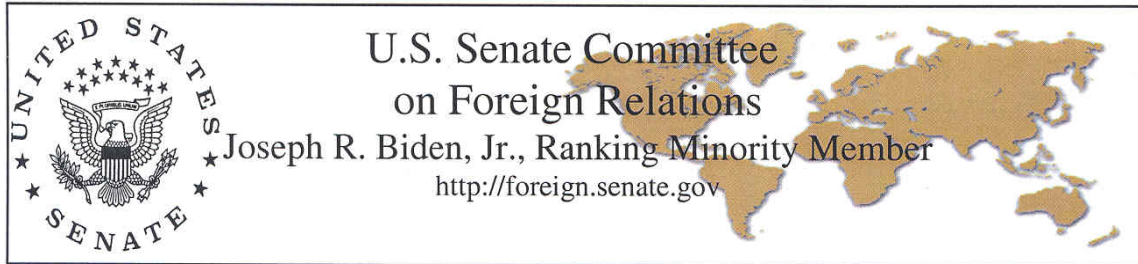 UNITED STATES
SENATE
U.S. Senate Committee
on Foreign Relations
Joseph R. Biden, Jr., Ranking Minority Member
http://foreign.senate.gov